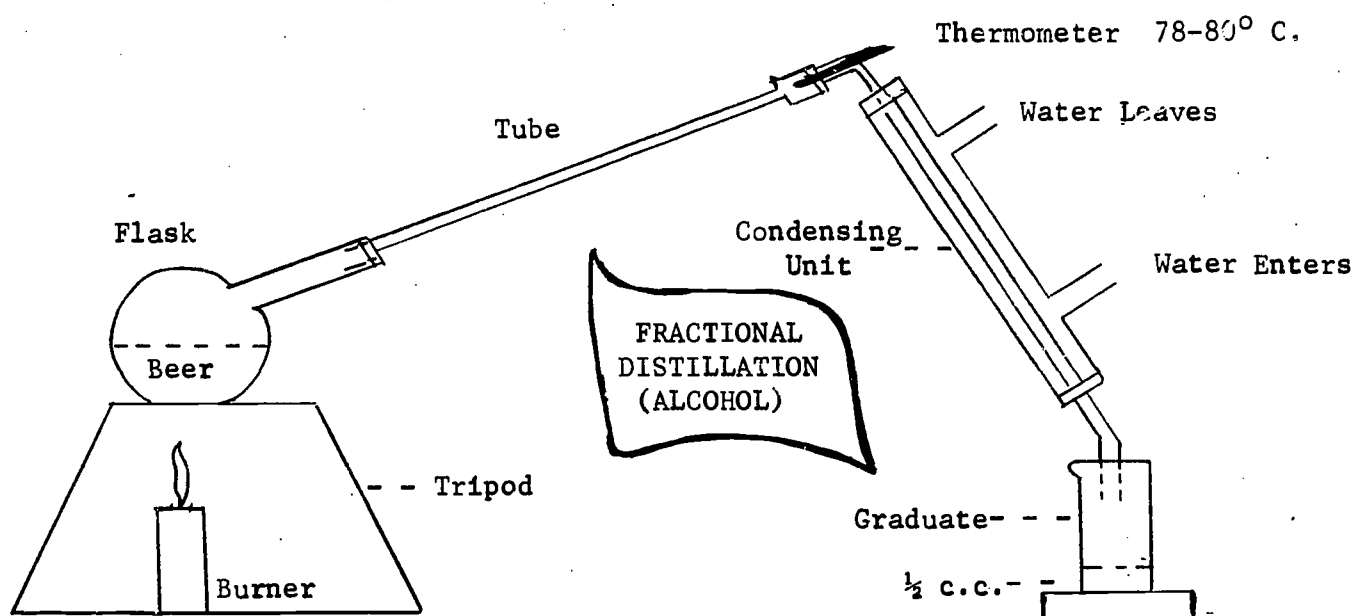 Thermometer 78-80° C.
Water Leaves
Tube
Flask
Condensing
Unit
Water Enters
FRACTIONAL
DISTILLATION
(ALCOHOL)
Beer
Tripod
Graduate
½ c.c.
Burner